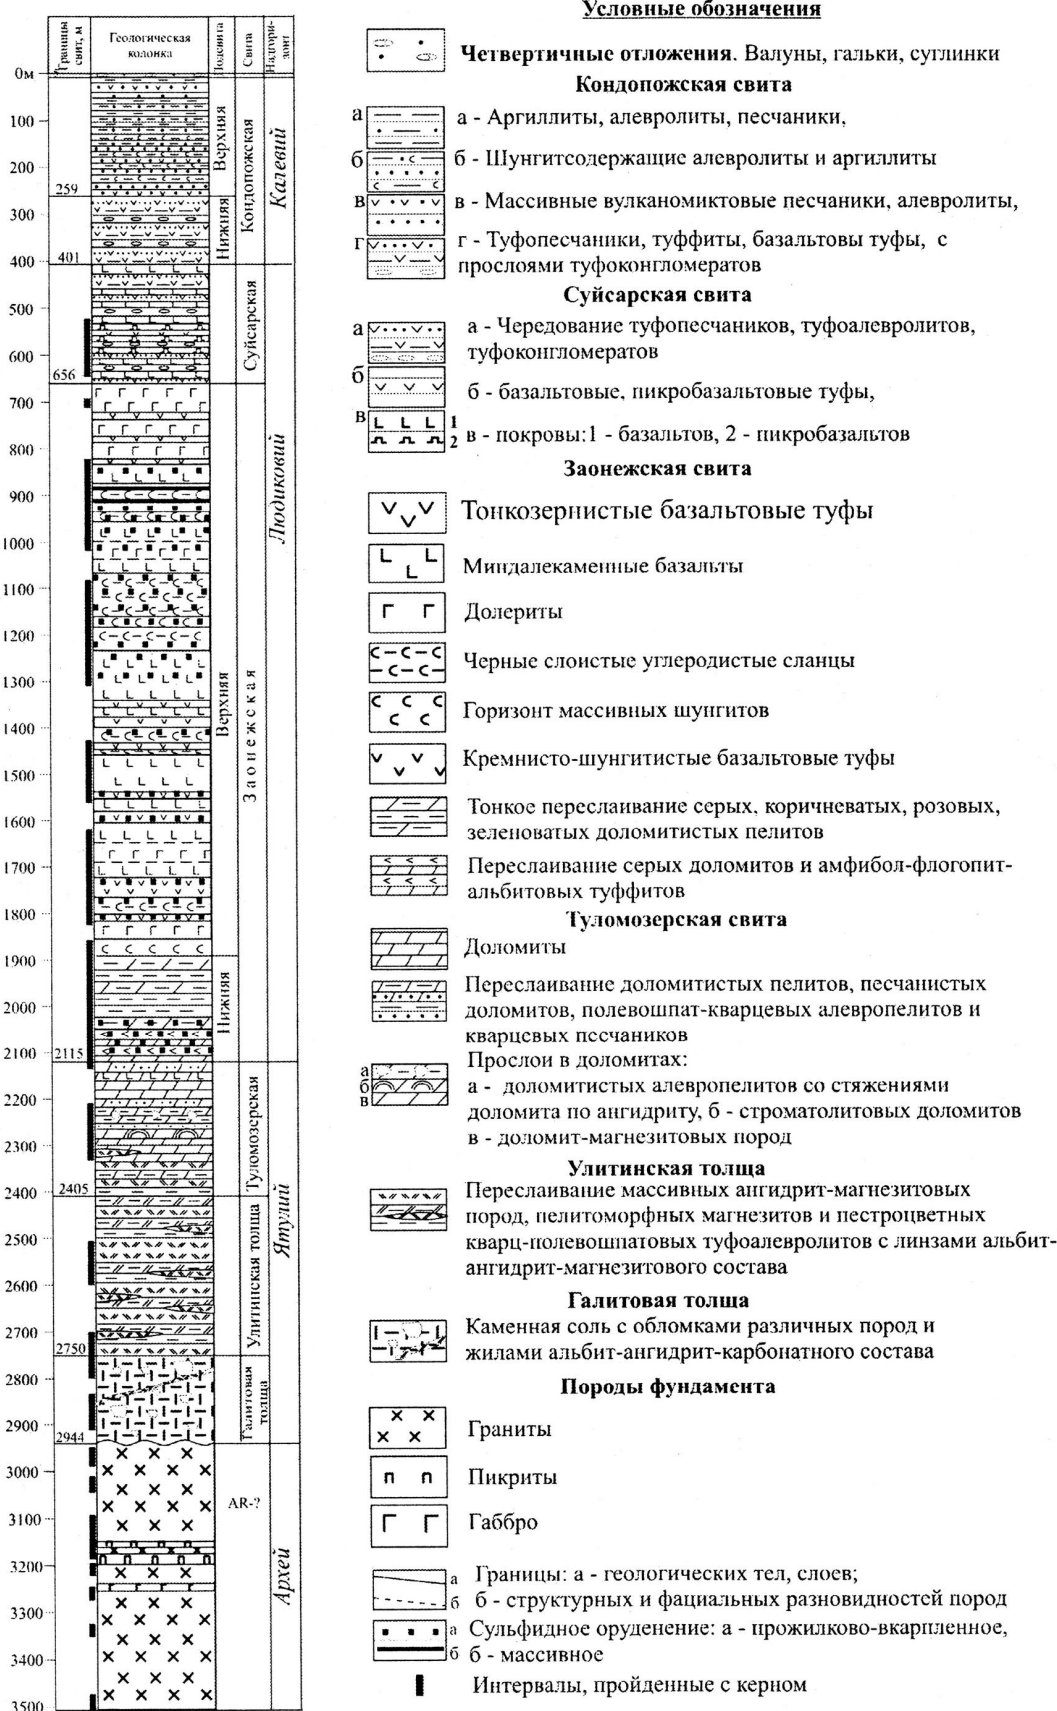 Границы свит, м
Геологическая колонка
Подсвита
Свита
Надгори-зонт
0м
100
200
259
300
400
401
500
600
656
700
800
900
1000
1100
1200
1300
1400
1500
1600
1700
1800
1900
2000
2100
2115
2200
2300
2400
2405
2500
2600
2700
2750
2800
2900
2944
3000
3100
3200
3300
3400
3500
Верхняя
Нижняя
Кондопожская
Калевий
Суйсарская
Людиковий
Верхняя
Заонежская
Нижняя
Туломозерская
Ятулий
Улитинская толща
Галитовая толща
AR-?
Архей
Условные обозначения
Четвертичные отложения. Валуны, гальки, суглинки
Кондопожская свита
а
а - Аргиллиты, алевролиты, песчаники,
б
б - Шунгитсодержащие алевролиты и аргиллиты
в
в - Массивные вулканомиктовые песчаники, алевролиты,
г
г - Туфопесчаники, туффиты, базальтовы туфы, с
прослоями туфоконгломератов
Суйсарская свита
а
а - Чередование туфопесчаников, туфоалевролитов,
туфоконгломератов
б
б - базальтовые, пикробазальтовые туфы,
в
1
2
в - покровы:1 - базальтов, 2 - пикробазальтов
Заонежская свита
Тонкозернистые базальтовые туфы
Миндалекаменные базальты
Долериты
Черные слоистые углеродистые сланцы
Горизонт массивных шунгитов
Кремнисто-шунгитистые базальтовые туфы
Тонкое переслаивание серых, коричневатых, розовых,
зеленоватых доломитистых пелитов
Переслаивание серых доломитов и амфибол-флогопит-
альбитовых туффитов
Туломозерская свита
Доломиты
Переслаивание доломитистых пелитов, песчанистых
доломитов, полевошпат-кварцевых алевропелитов и
кварцевых песчаников
Прослои в доломитах:
а
б
в
а - доломитистых алевропелитов со стяжениями
доломита по ангидриту, б - строматолитовых доломитов
в - доломит-магнезитовых пород
Улитинская толща
Переслаивание массивных ангидрит-магнезитовых
пород, пелитоморфных магнезитов и пестроцветных
кварц-полевошпатовых туфоалевролитов с линзами альбит-
ангидрит-магнезитового состава
Галитовая толша
Каменная соль с обломками различных пород и
жилами альбит-ангидрит-карбонатного состава
Породы фундамента
Граниты
Пикриты
Габбро
а
б
Границы: а - геологических тел, слоев;
б - структурных и фациальных разновидностей пород
а
б
Сульфидное оруденение: а - прожилково-вкрапленное,
б - массивное
Интервалы, пройденные с керном